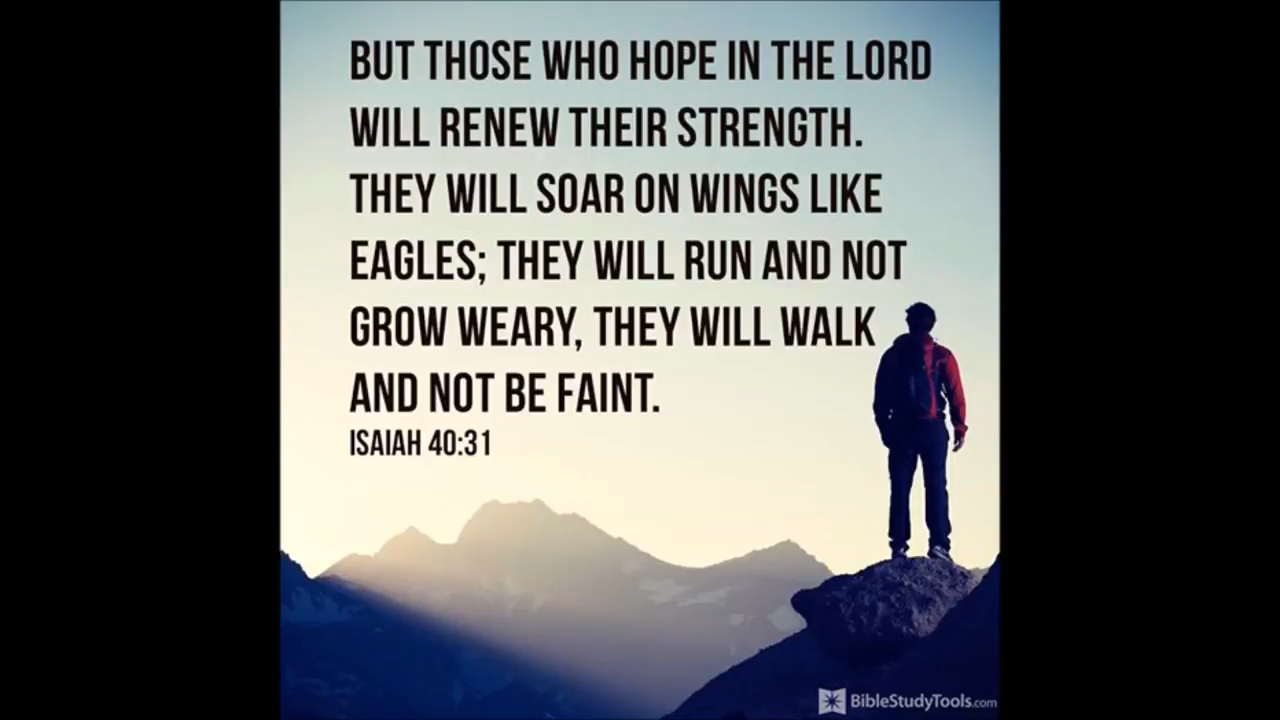 BUT THOSE WHO HOPE IN THE LORD
WILL RENEW THEIR STRENGTH.
THEY WILL SOAR ON WINGS LIKE
EAGLES; THEY WILL RUN AND NOT
GROW WEARY, THEY WILL WALK
AND NOT BE FAINT.
ISAIAH 40:31
BibleStudyTools.com